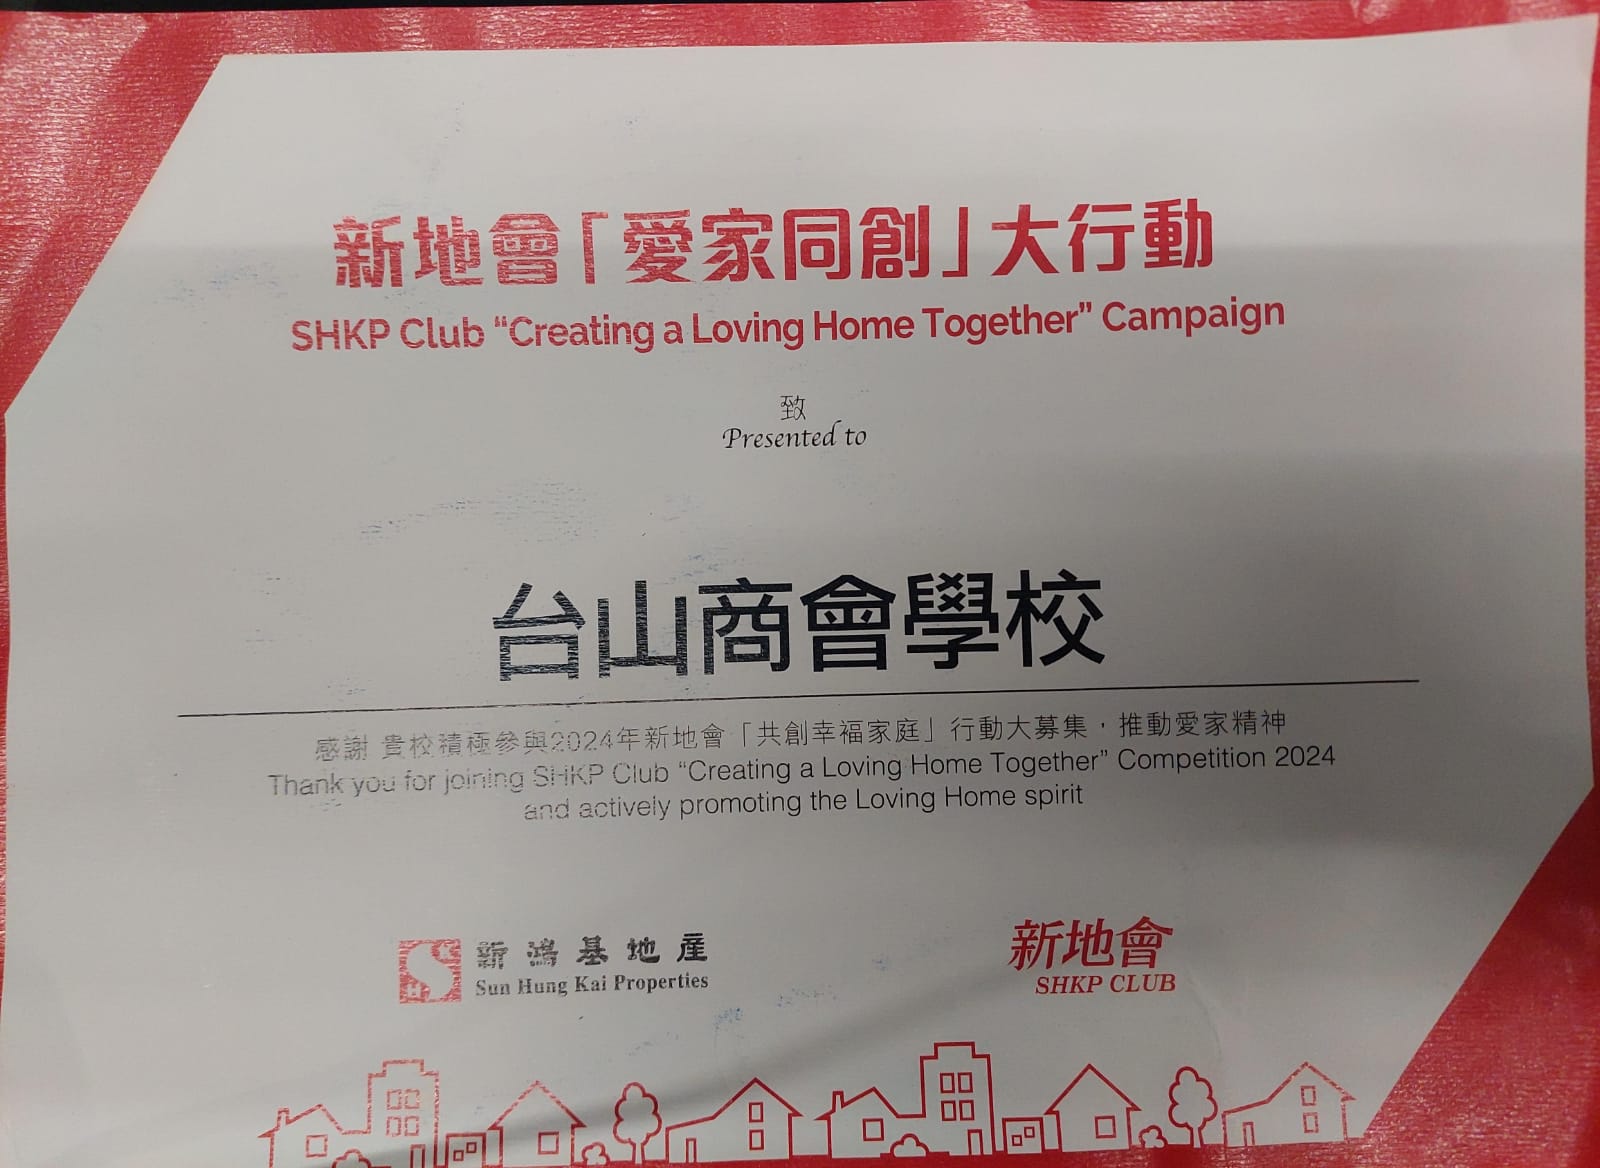 新地會「愛家同創」大行動
SHKP Club “Creating a Loving Home Together” Campaign
致
Presented to
台山商會學校
感謝 貴校積極參與2024年新地會「共創幸福家庭」行動大募集，推動愛家精神
Thank you for joining SHKP Club “Creating a Loving Home Together” Competition 2024
and actively promoting the Loving Home spirit
新鴻基地產
Sun Hung Kai Properties
新地會
SHKP CLUB